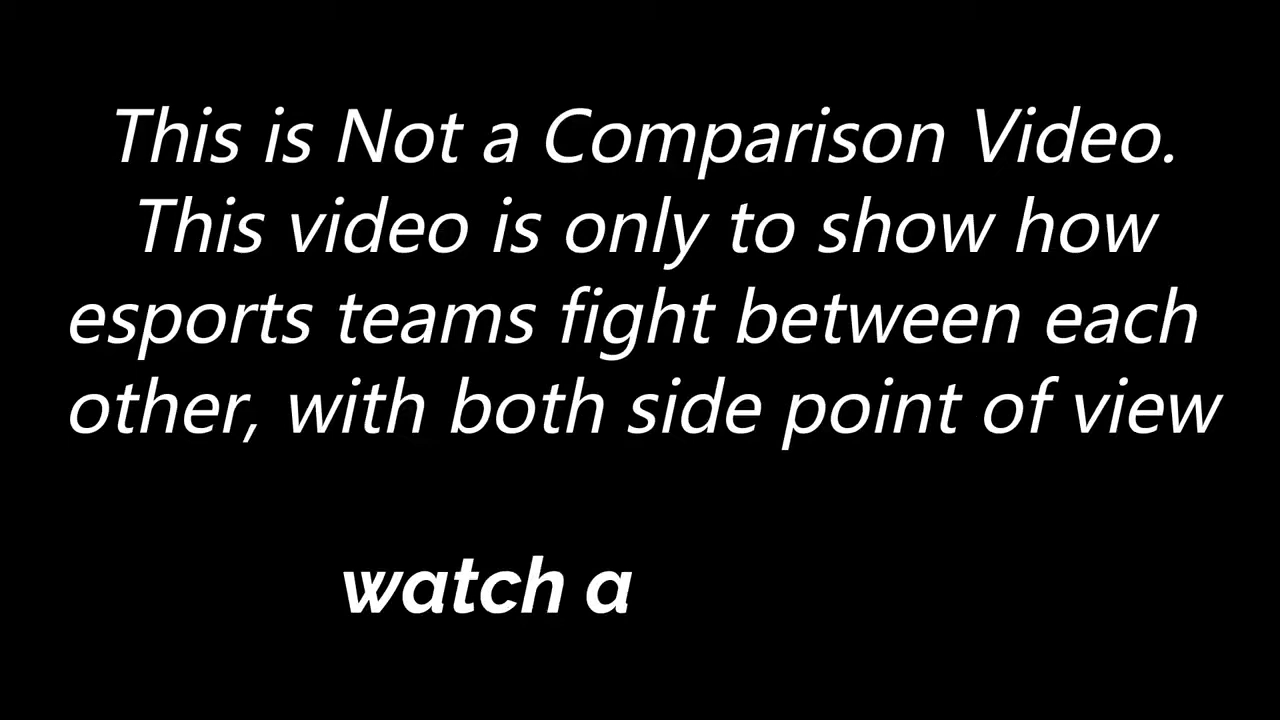 This is Not a Comparison Video.
This video is only to show how
esports teams fight between each
other, with both side point of view
watch a